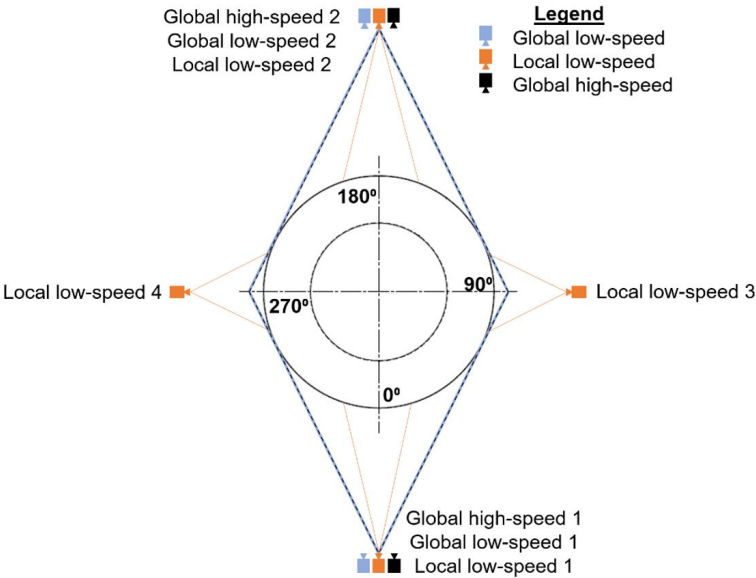 Global high-speed 2
Global low-speed 2
Local low-speed 2
Legend
Global low-speed
Local low-speed
Global high-speed
180º
Local low-speed 4
270º
90º
Local low-speed 3
0º
Global high-speed 1
Global low-speed 1
Local low-speed 1